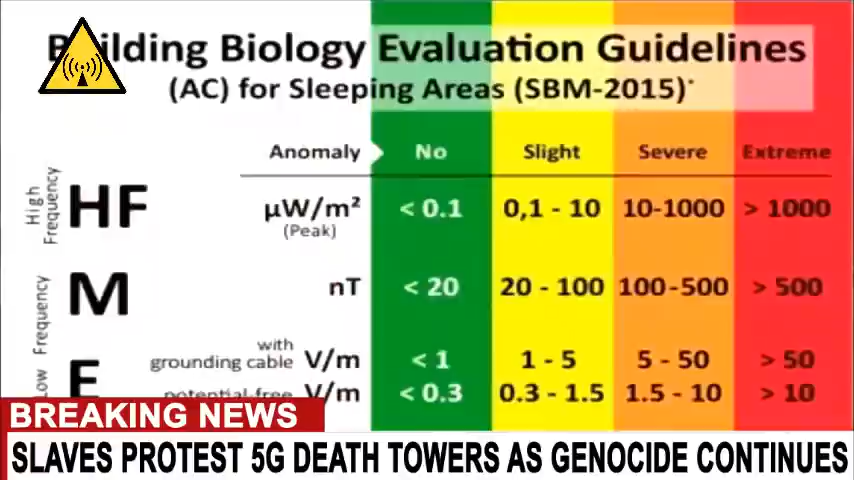 Building Biology Evaluation Guidelines
(AC) for Sleeping Areas (SBM-2015)*
Anomaly No Slight Severe Extreme
High Frequency HF µW/m² (Peak) < 0.1 0,1 - 10 10-1000 > 1000
Low Frequency
M nT < 20 20 - 100 100-500 > 500
E with grounding cable V/m < 1 1 - 5 5 - 50 > 50
potential-free V/m < 0.3 0.3 - 1.5 1.5 - 10 > 10
BREAKING NEWS
SLAVES PROTEST 5G DEATH TOWERS AS GENOCIDE CONTINUES